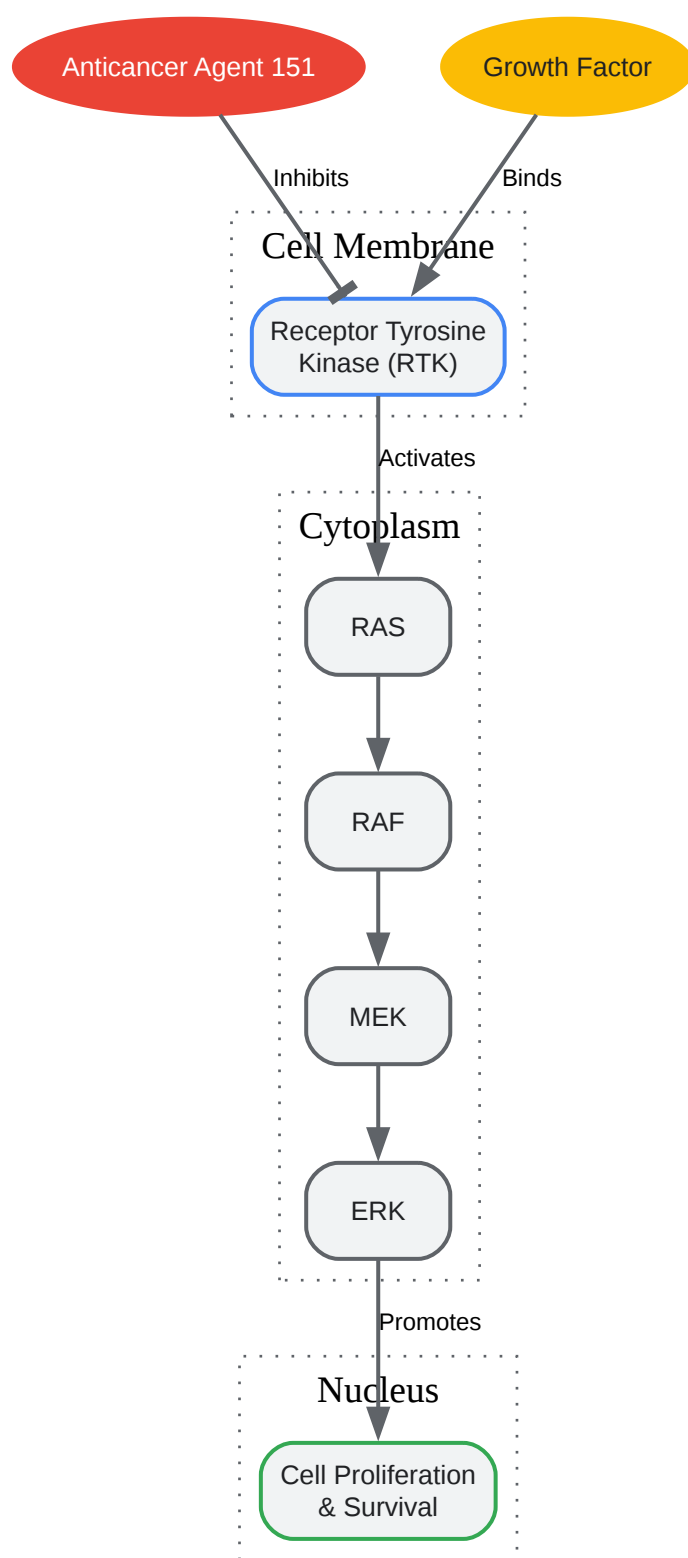 Anticancer Agent 151
Growth Factor
Inhibits
Binds
Cell Membrane
Receptor Tyrosine
Kinase (RTK)
Activates
Cytoplasm
RAS
RAF
MEK
ERK
Promotes
Nucleus
Cell Proliferation
& Survival